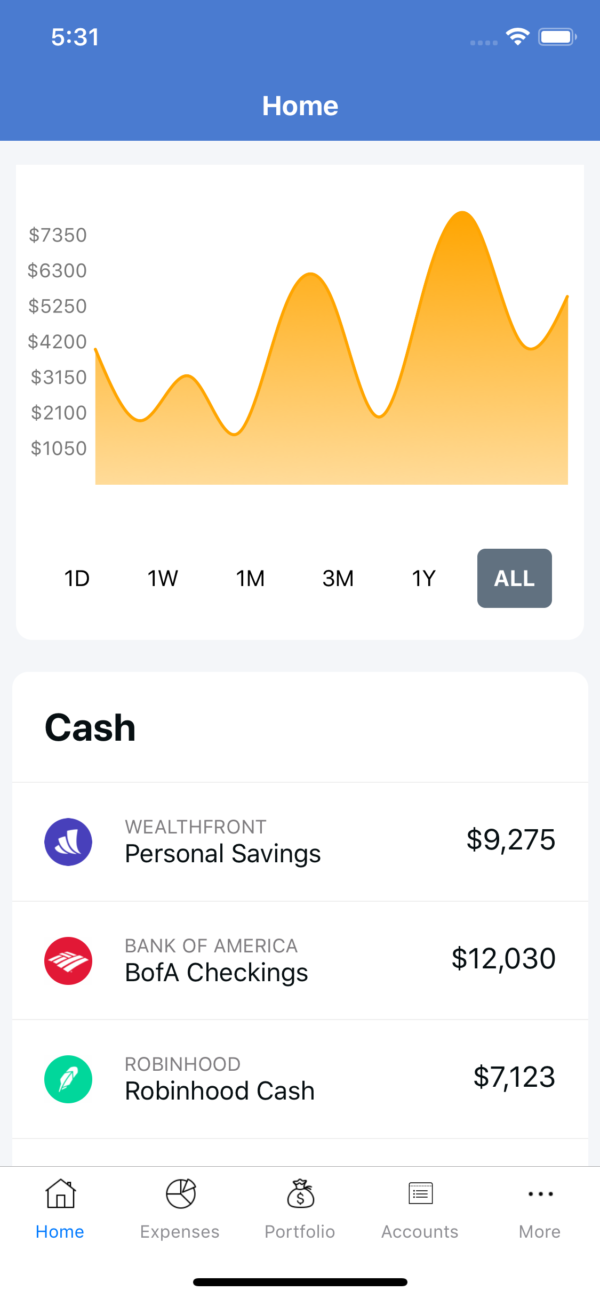 5:31
Home
$7350
$6300
$5250
$4200
$3150
$2100
$1050
1D 1W 1M 3M 1Y ALL
Cash
WEALTHFRONT
Personal Savings
$9,275
BANK OF AMERICA
BofA Checkings
$12,030
ROBINHOOD
Robinhood Cash
$7,123
Home Expenses Portfolio Accounts More